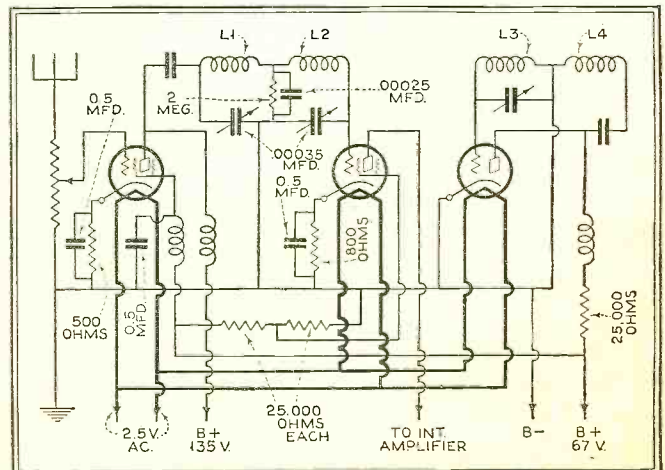 L1
L2
L3
L4
0.5
MFD.
2
MEG.
.00025
MFD.
.00035
MFD.
0.5
MFD.
800
OHMS
500
OHMS
0.5
MFD.
25,000
OHMS
2.5 V.
AC.
B+
135 V.
25.000
OHMS
EACH
TO INT.
AMPLIFIER
B-
B+
67 V.